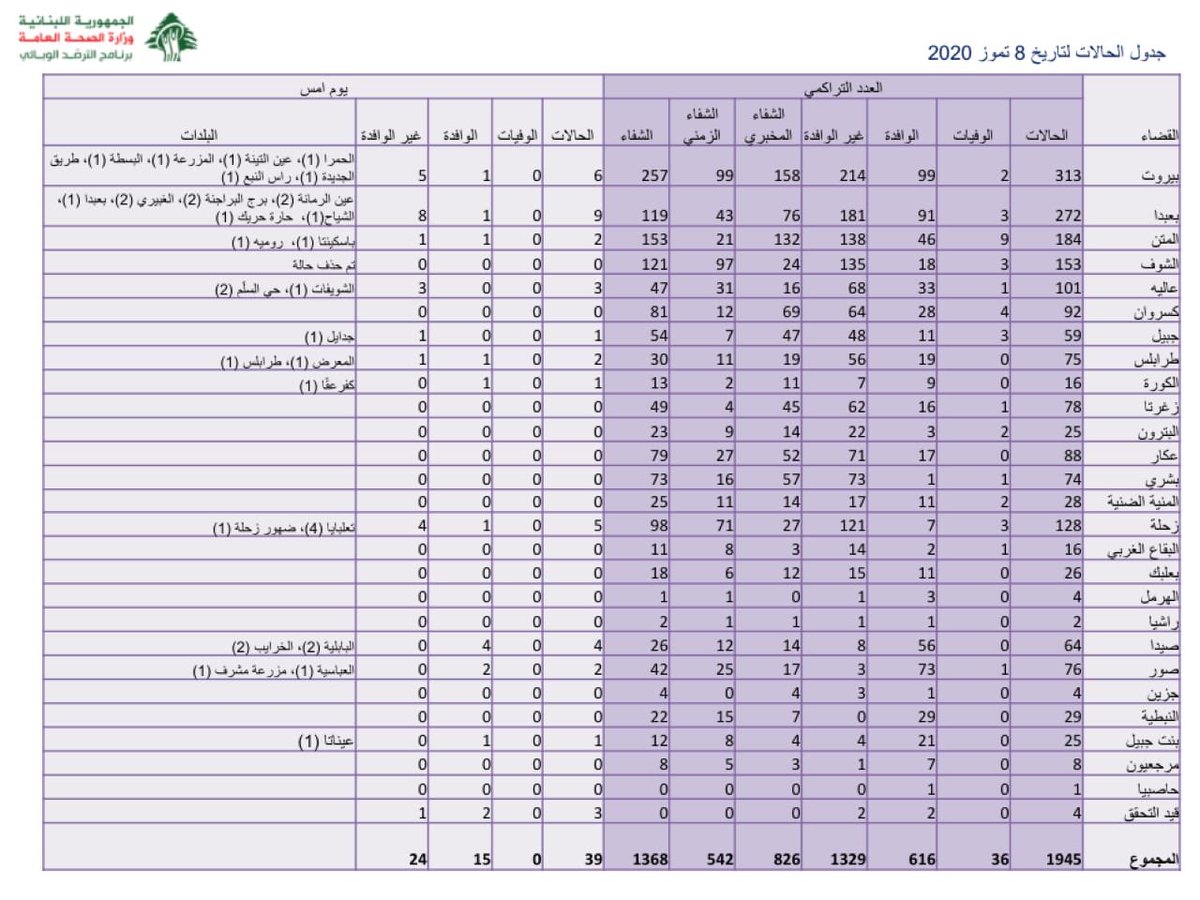 الجمهورية اللبنانية
وزارة الصحة العامة
برنامج الترصد الوبائي
جدول الحالات لتاريخ 8 تموز 2020
القضاء العدد التراكمي يوم امس
الحالات الوفيات الوافدة غير الوافدة الشفاء المخبري الشفاء الزمني الشفاء الحالات الوفيات الوافدة غير الوافدة البلدات
بيروت 313 2 99 214 158 99 257 6 0 1 5 الحمرا (1)، عين التينة (1)، المزرعة (1)، البسطة (1)، طريق
الجديدة (1)، راس النبع (1)
بعبدا 272 3 91 181 76 43 119 9 0 1 8 عين الرمانة (2)، برج البراجنة (2)، الغبيري (2)، بعبدا (1)،
الشياح(1)، حارة حريك (1)
المتن 184 9 46 138 132 21 153 2 0 1 1 باسكينتا (1)، روميه (1)
الشوف 153 3 18 135 24 97 121 0 0 0 0 تم حذف حالة
عاليه 101 1 33 68 16 31 47 3 0 0 3 الشويفات (1)، حي السلّم (2)
كسروان 92 4 28 64 69 12 81 0 0 0 0
جبيل 59 3 11 48 47 7 54 1 0 0 1 جدايل (1)
طرابلس 75 0 19 56 19 11 30 2 0 1 1 المعرض (1)، طرابلس (1)
الكورة 16 0 9 7 11 2 13 1 0 1 0 كفرعقا (1)
زغرتا 78 1 16 62 45 4 49 0 0 0 0
البترون 25 2 3 22 14 9 23 0 0 0 0
عكار 88 0 17 71 52 27 79 0 0 0 0
بشري 74 1 1 73 57 16 73 0 0 0 0
المنية الضنية 28 2 11 17 14 11 25 0 0 0 0
زحلة 128 3 7 121 27 71 98 5 0 1 4 تعلبايا (4)، ضهور زحلة (1)
البقاع الغربي 16 1 2 14 3 8 11 0 0 0 0
بعلبك 26 0 11 15 12 6 18 0 0 0 0
الهرمل 4 0 3 1 0 1 1 0 0 0 0
راشيا 2 0 1 1 1 1 2 0 0 0 0
صيدا 64 0 56 8 14 12 26 4 0 4 0 البابلية (2)، الخرايب (2)
صور 76 1 73 3 17 25 42 2 0 2 0 العباسية (1)، مزرعة مشرف (1)
جزين 4 0 1 3 4 0 4 0 0 0 0
النبطية 29 0 29 0 7 15 22 0 0 0 0
بنت جبيل 25 0 21 4 4 8 12 1 0 1 0 عيناتا (1)
مرجعيون 8 0 7 1 3 5 8 0 0 0 0
حاصبيا 1 0 1 0 0 0 0 0 0 0 0
قيد التحقق 4 0 2 2 0 0 0 3 0 2 1
المجموع 1945 36 616 1329 826 542 1368 39 0 15 24